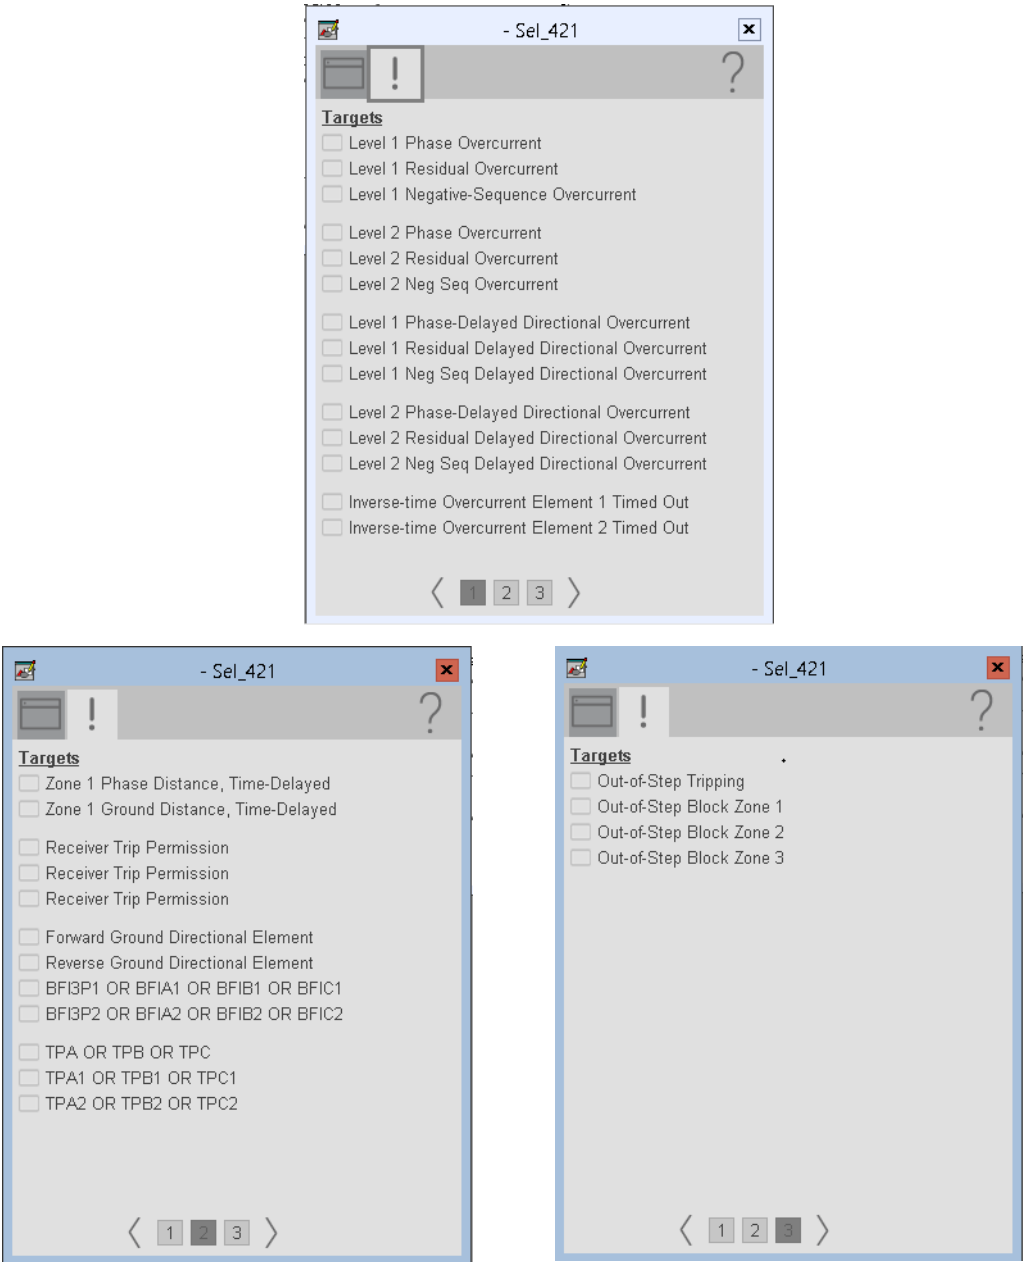 - Sel_421
!
?
Targets
Level 1 Phase Overcurrent
Level 1 Residual Overcurrent
Level 1 Negative-Sequence Overcurrent
Level 2 Phase Overcurrent
Level 2 Residual Overcurrent
Level 2 Neg Seq Overcurrent
Level 1 Phase-Delayed Directional Overcurrent
Level 1 Residual Delayed Directional Overcurrent
Level 1 Neg Seq Delayed Directional Overcurrent
Level 2 Phase-Delayed Directional Overcurrent
Level 2 Residual Delayed Directional Overcurrent
Level 2 Neg Seq Delayed Directional Overcurrent
Inverse-time Overcurrent Element 1 Timed Out
Inverse-time Overcurrent Element 2 Timed Out
1 2 3
- Sel_421
!
?
Targets
Zone 1 Phase Distance, Time-Delayed
Zone 1 Ground Distance, Time-Delayed
Receiver Trip Permission
Receiver Trip Permission
Receiver Trip Permission
Forward Ground Directional Element
Reverse Ground Directional Element
BFI3P1 OR BFIA1 OR BFIB1 OR BFIC1
BFI3P2 OR BFIA2 OR BFIB2 OR BFIC2
TPA OR TPB OR TPC
TPA1 OR TPB1 OR TPC1
TPA2 OR TPB2 OR TPC2
1 2 3
- Sel_421
!
?
Targets
Out-of-Step Tripping
Out-of-Step Block Zone 1
Out-of-Step Block Zone 2
Out-of-Step Block Zone 3
1 2 3